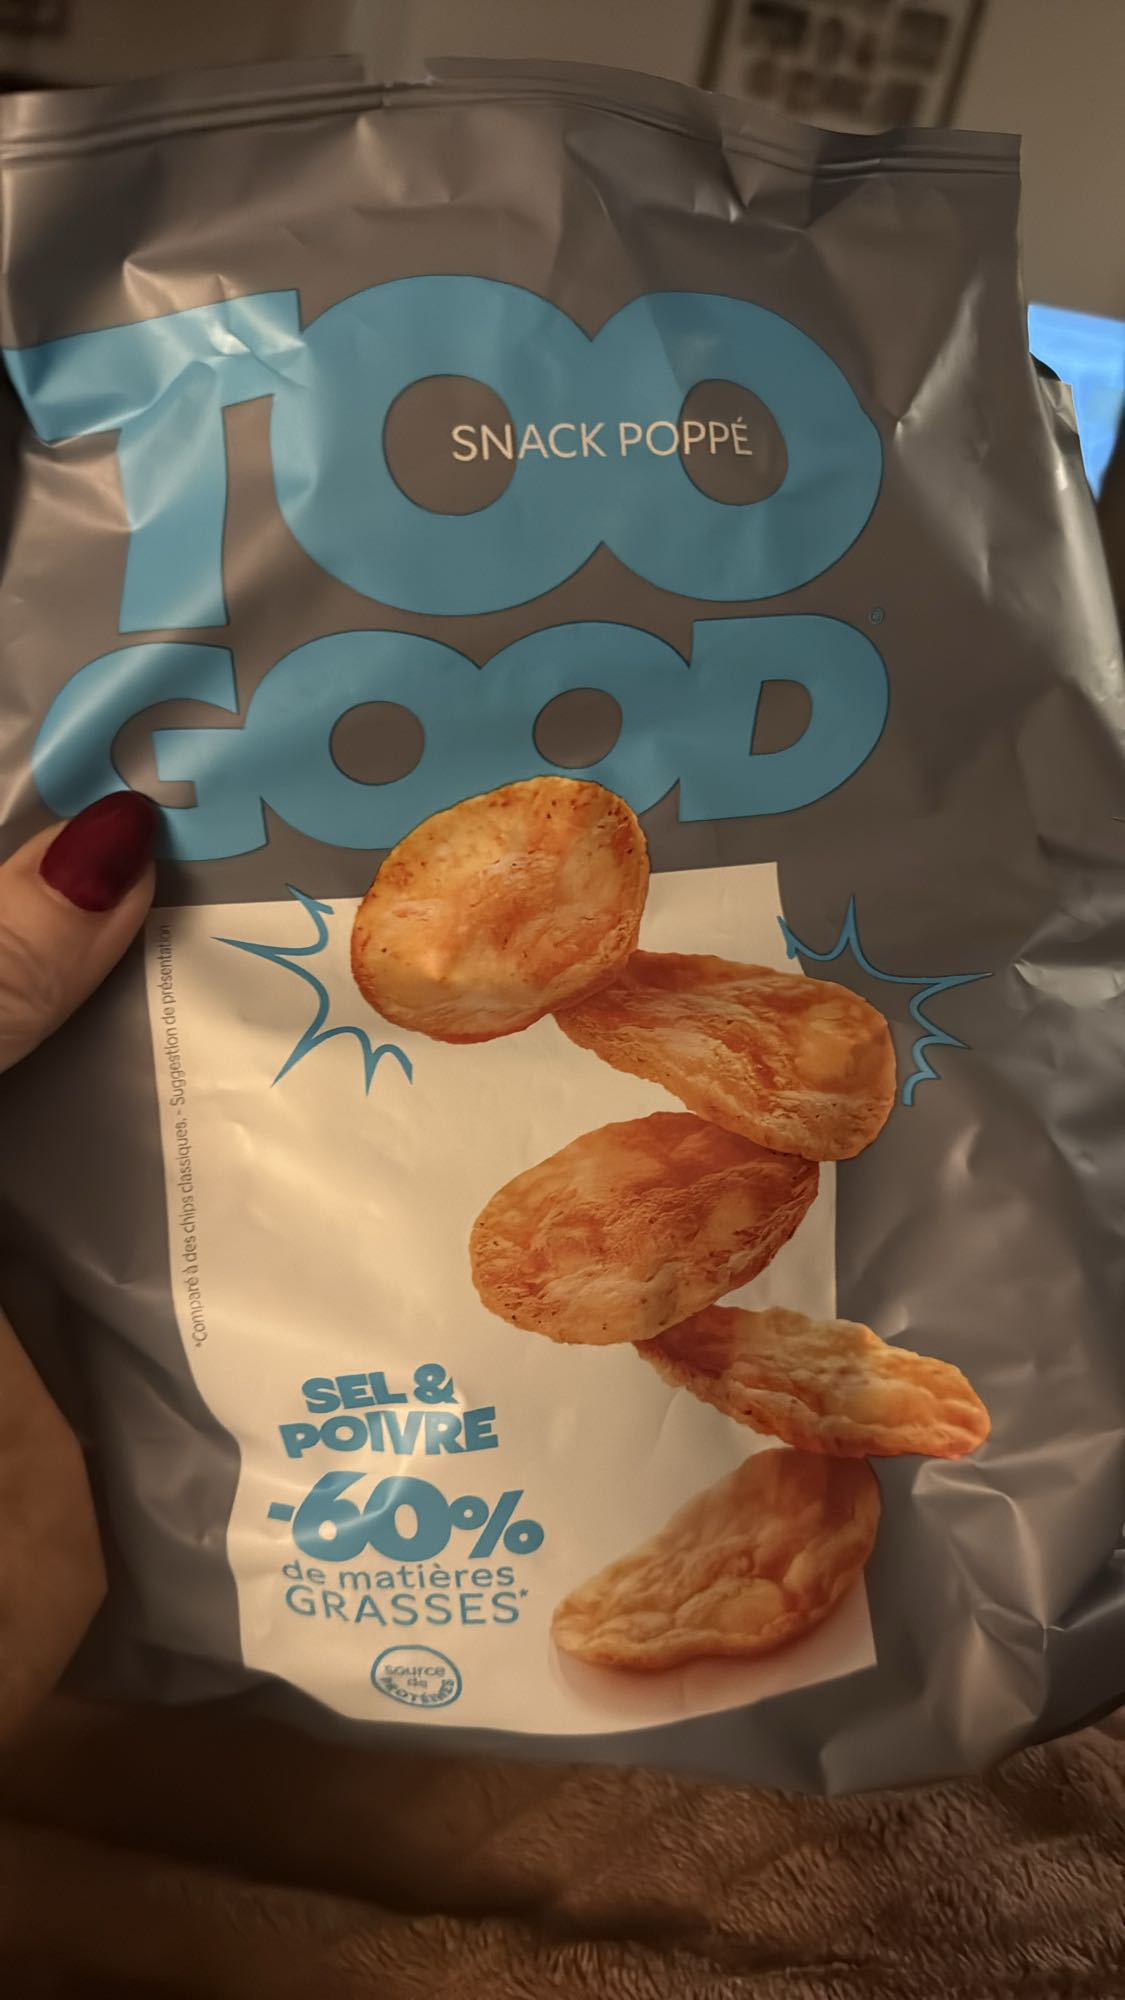 TOO
SNACK POPPÉ
GOOD®
*Comparé à des chips classiques. - Suggestion de présentation
SEL &
POIVRE
-60%
de matières
GRASSES*
source
de
PROTÉINES